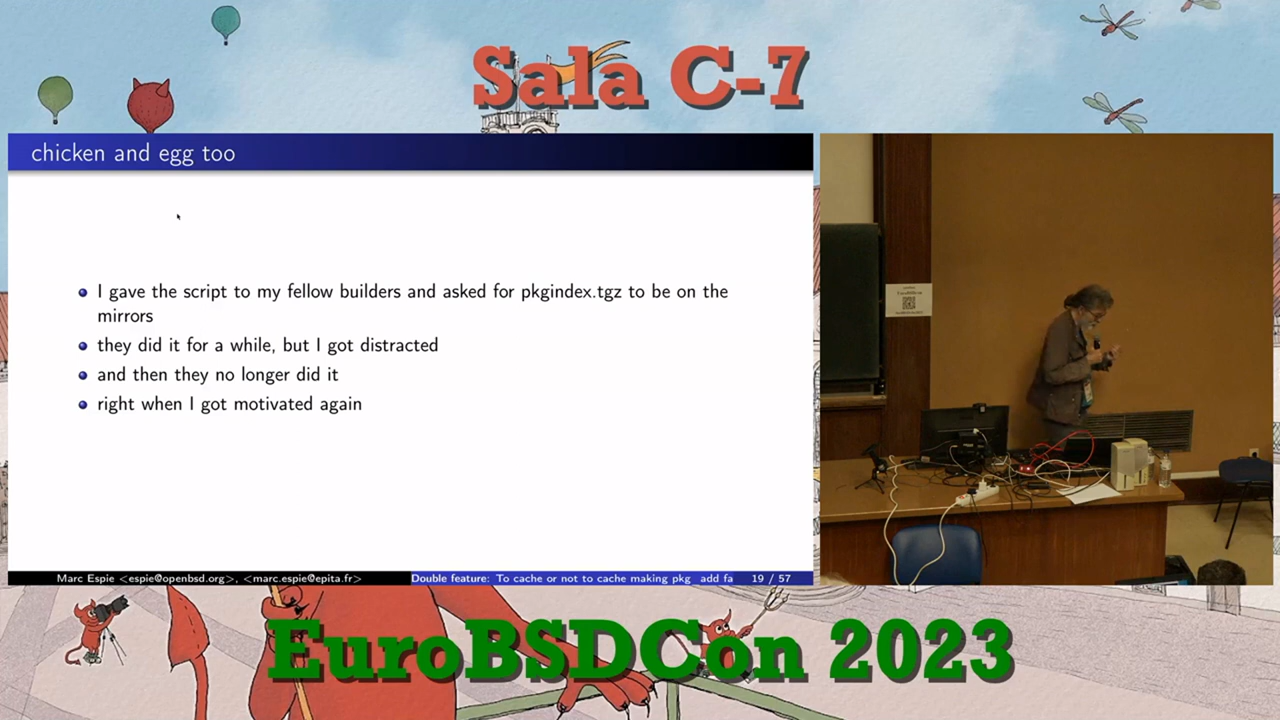 Sala C-7
chicken and egg too
I gave the script to my fellow builders and asked for pkgindex.tgz to be on the
mirrors
they did it for a while, but I got distracted
and then they no longer did it
right when I got motivated again
Marc Espie <espie@openbsd.org>, <marc.espie@epita.fr>
Double feature: To cache or not to cache making pkg_add fa
19 / 57
EuroBSDCon 2023